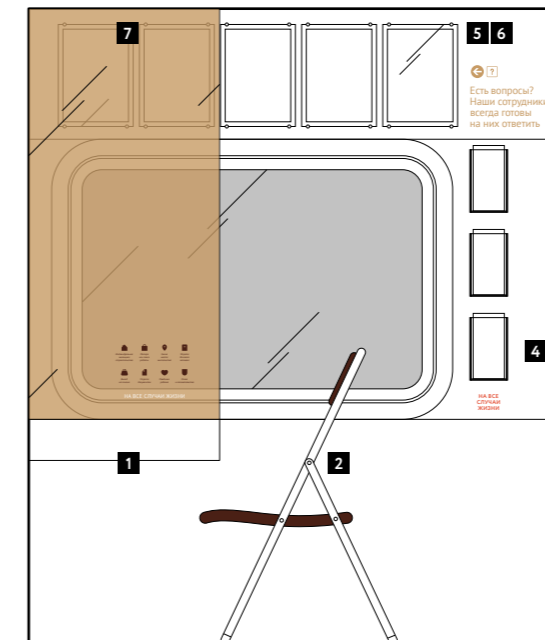 7
5 6
?
Есть вопросы?
Наши сотрудники
всегда готовы
на них ответить
4
НА ВСЕ
СЛУЧАИ
ЖИЗНИ
НА ВСЕ СЛУЧАИ ЖИЗНИ
1
2